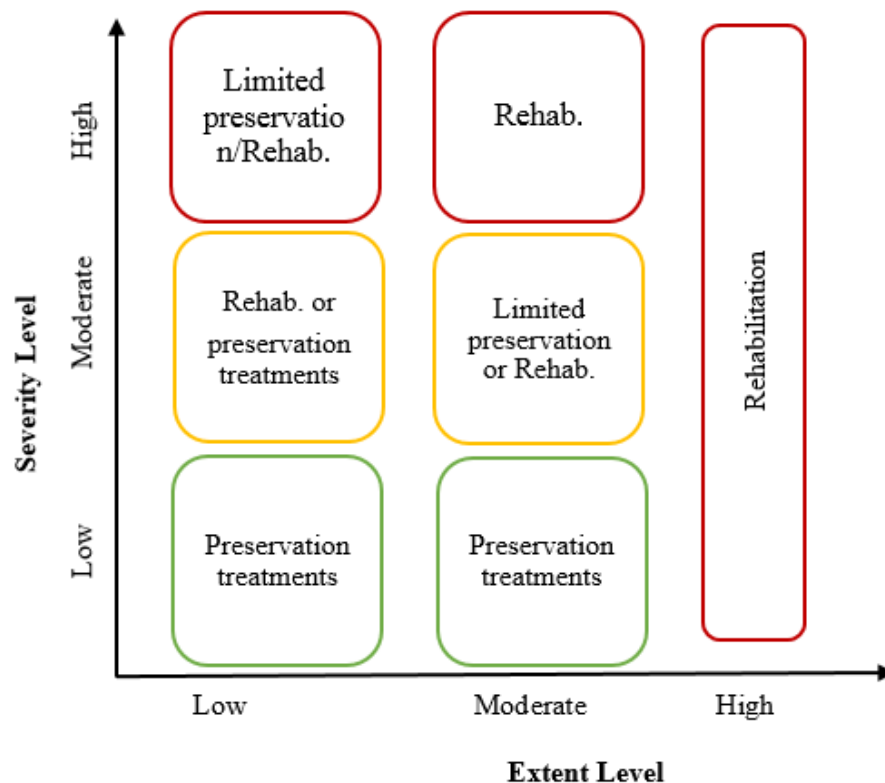 Severity Level
High
Moderate
Low
Limited
preservatio
n/Rehab.
Rehab.
Rehab. or
preservation
treatments
Limited
preservation
or Rehab.
Preservation
treatments
Preservation
treatments
Rehabilitation
Low
Moderate
High
Extent Level